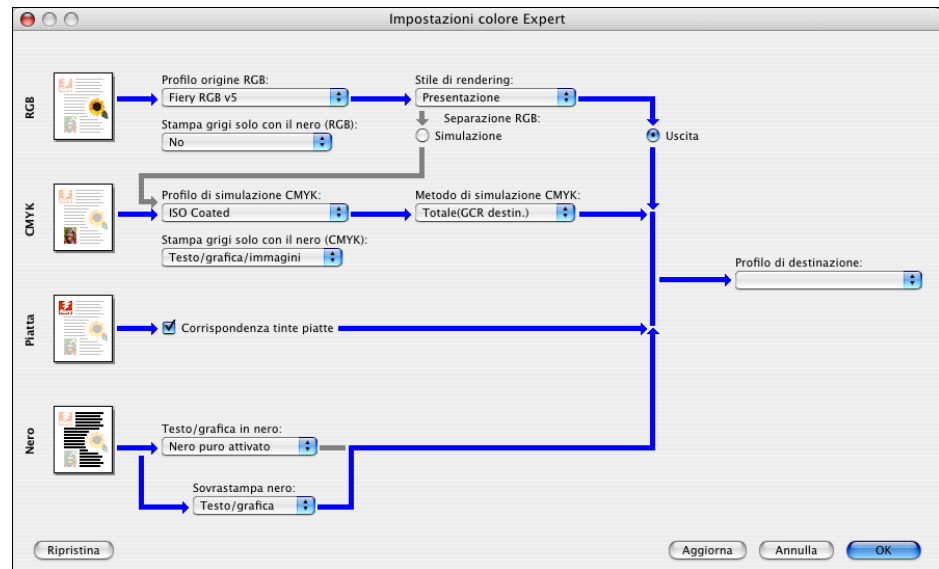 Impostazioni colore Expert
RGB
Profilo origine RGB:
Fiery RGB v5
Stile di rendering:
Presentazione
Stampa grigi solo con il nero (RGB):
No
Separazione RGB:
Simulazione
Uscita
CMYK
Profilo di simulazione CMYK:
ISO Coated
Metodo di simulazione CMYK:
Totale(GCR destin.)
Stampa grigi solo con il nero (CMYK):
Testo/grafica/immagini
Profilo di destinazione:
Piatta
Corrispondenza tinte piatte
Nero
Testo/grafica in nero:
Nero puro attivato
Sovrastampa nero:
Testo/grafica
Ripristina
Aggiorna
Annulla
OK